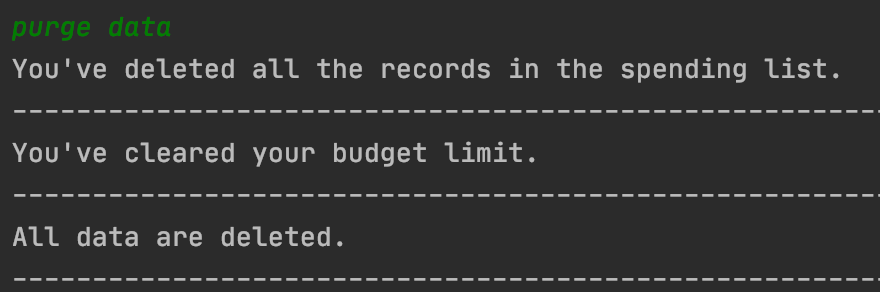 purge data
You've deleted all the records in the spending list.
-------------------------------------------------------
You've cleared your budget limit.
-------------------------------------------------------
All data are deleted.
-------------------------------------------------------